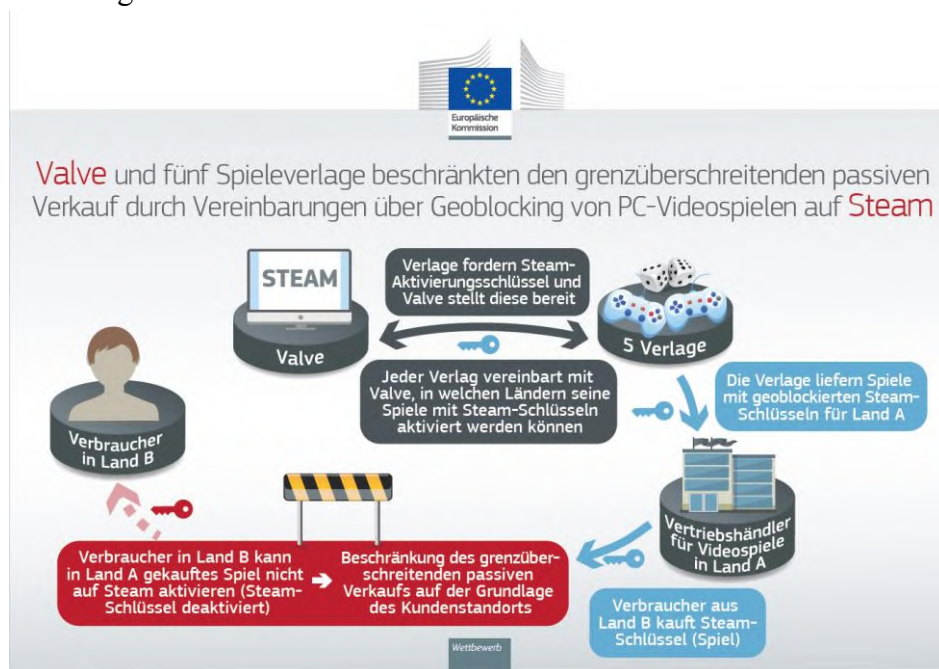 Europäische
Kommission
Valve und fünf Spieleverlage beschränkten den grenzüberschreitenden passiven
Verkauf durch Vereinbarungen über Geoblocking von PC-Videospielen auf Steam
STEAM
Valve
Verlage fordern Steam-
Aktivierungsschlüssel und
Valve stellt diese bereit
5 Verlage
Jeder Verlag vereinbart mit
Valve, in welchen Ländern seine
Spiele mit Steam-Schlüsseln
aktiviert werden können
Die Verlage liefern Spiele
mit geoblockierten Steam-
Schlüsseln für Land A
Verbraucher
in Land B
Vertriebshändler
für Videospiele
in Land A
Verbraucher in Land B kann
in Land A gekauftes Spiel nicht
auf Steam aktivieren (Steam-
Schlüssel deaktiviert)
Beschränkung des grenzüber-
schreitenden passiven
Verkaufs auf der Grundlage
des Kundenstandorts
Verbraucher aus
Land B kauft Steam-
Schlüssel (Spiel)
Wettbewerb